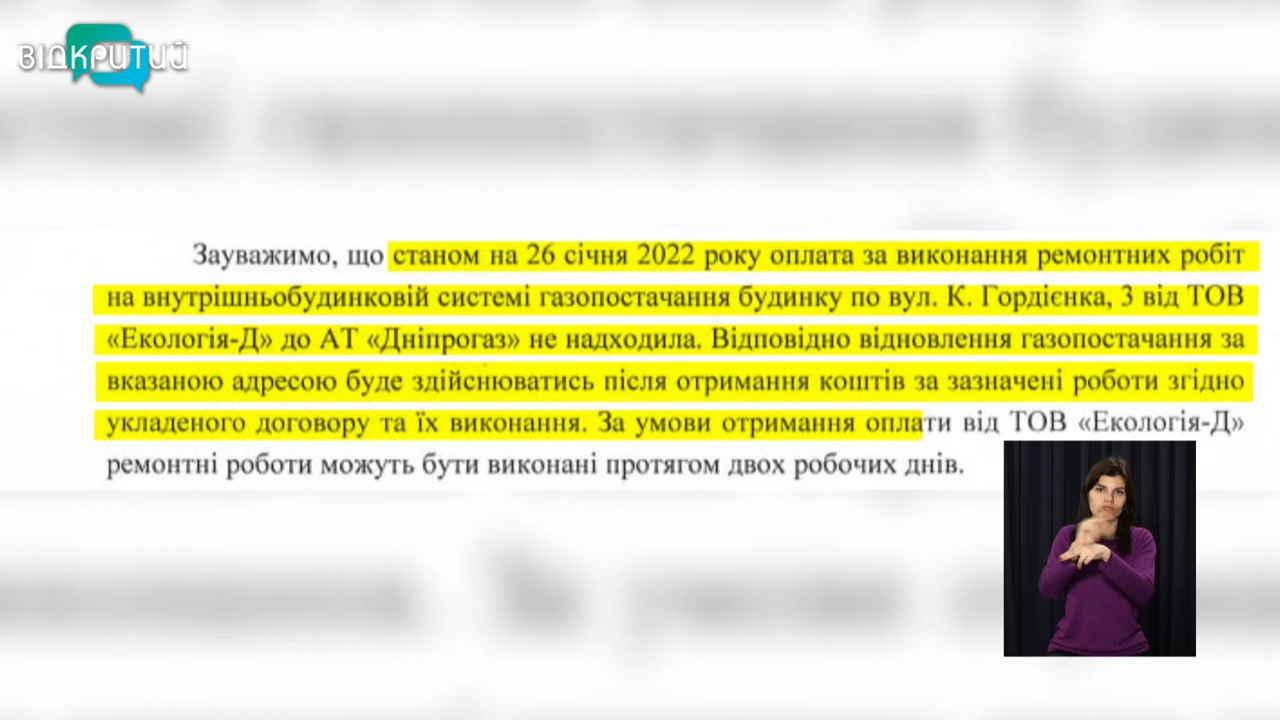 ВІДКРИТИЙ
Зауважимо, що станом на 26 січня 2022 року оплата за виконання ремонтних робіт
на внутрішньобудинковій системі газопостачання будинку по вул. К. Гордієнка, 3 від ТОВ
«Екологія-Д» до АТ «Дніпрогаз» не надходила. Відповідно відновлення газопостачання за
вказаною адресою буде здійснюватись після отримання коштів за зазначені роботи згідно
укладеного договору та їх виконання. За умови отримання оплати від ТОВ «Екологія-Д»
ремонтні роботи можуть бути виконані протягом двох робочих днів.